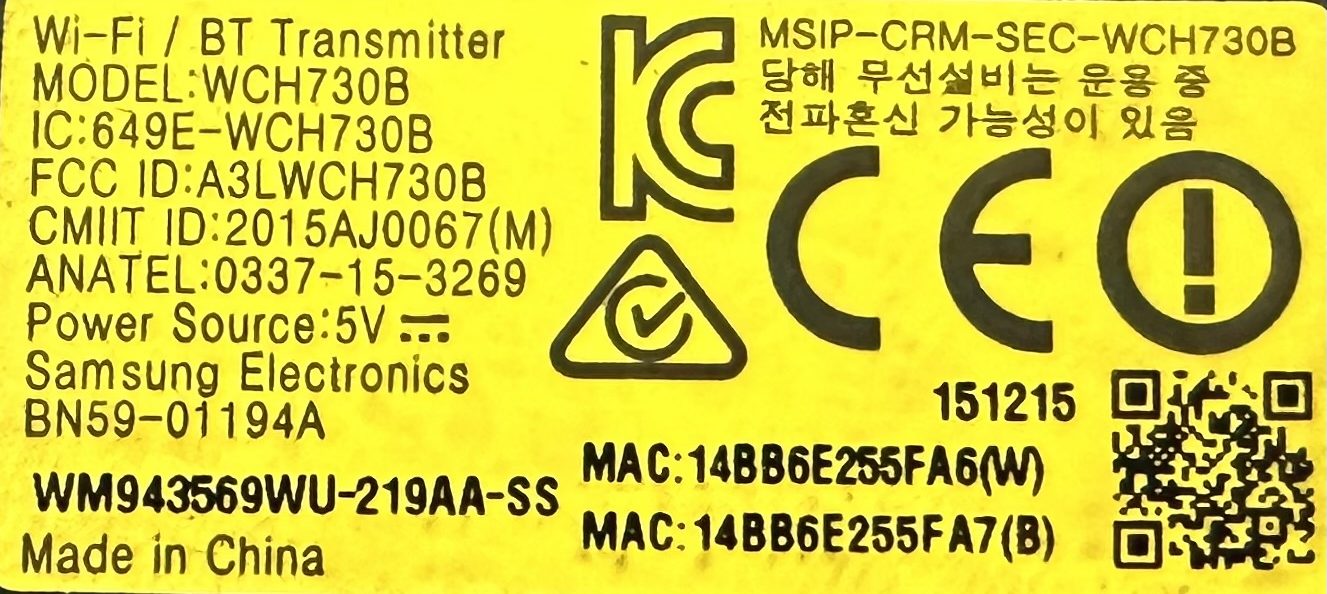 Wi-Fi / BT Transmitter
MODEL:WCH730B
IC:649E-WCH730B
FCC ID:A3LWCH730B
CMIIT ID:2015AJ0067(M)
ANATEL:0337-15-3269
Power Source:5V ⎓
Samsung Electronics
BN59-01194A
WM943569WU-219AA-SS
Made in China
MSIP-CRM-SEC-WCH730B
당해 무선설비는 운용 중
전파혼신 가능성이 있음
151215
MAC:14BB6E255FA6(W)
MAC:14BB6E255FA7(B)